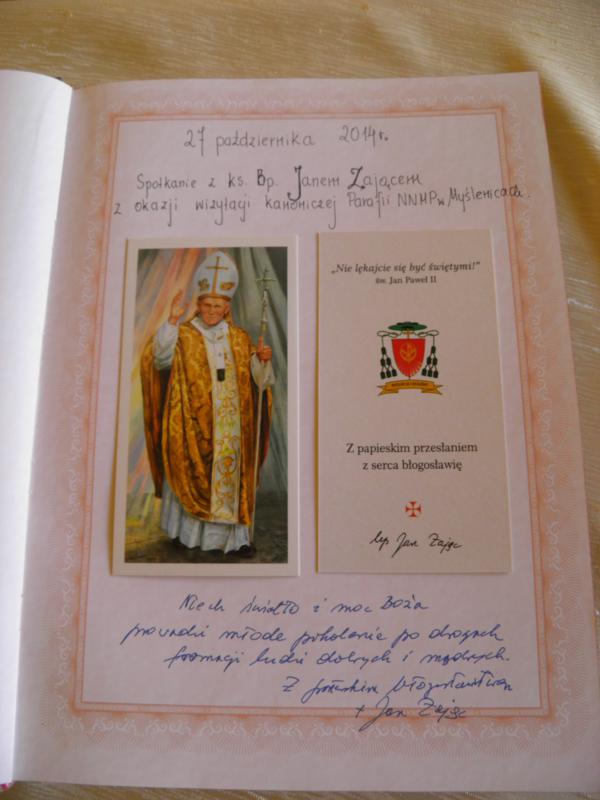 27 października 2014r.
Spotkanie z ks. Bp. Janem Zającem
z okazji wizytacji kanonicznej Parafii NNMP w Myślenicach.
„Nie lękajcie się być świętymi!”
św. Jan Paweł II
Z papieskim przesłaniem
z serca błogosławię
bp Jan Zając
Niech światło i moc Boża
prowadzi młode pokolenie po drogach
formacji ludzi dobrych i mądrych.
Z pasterskim błogosławieństwem
+ Jan Zając